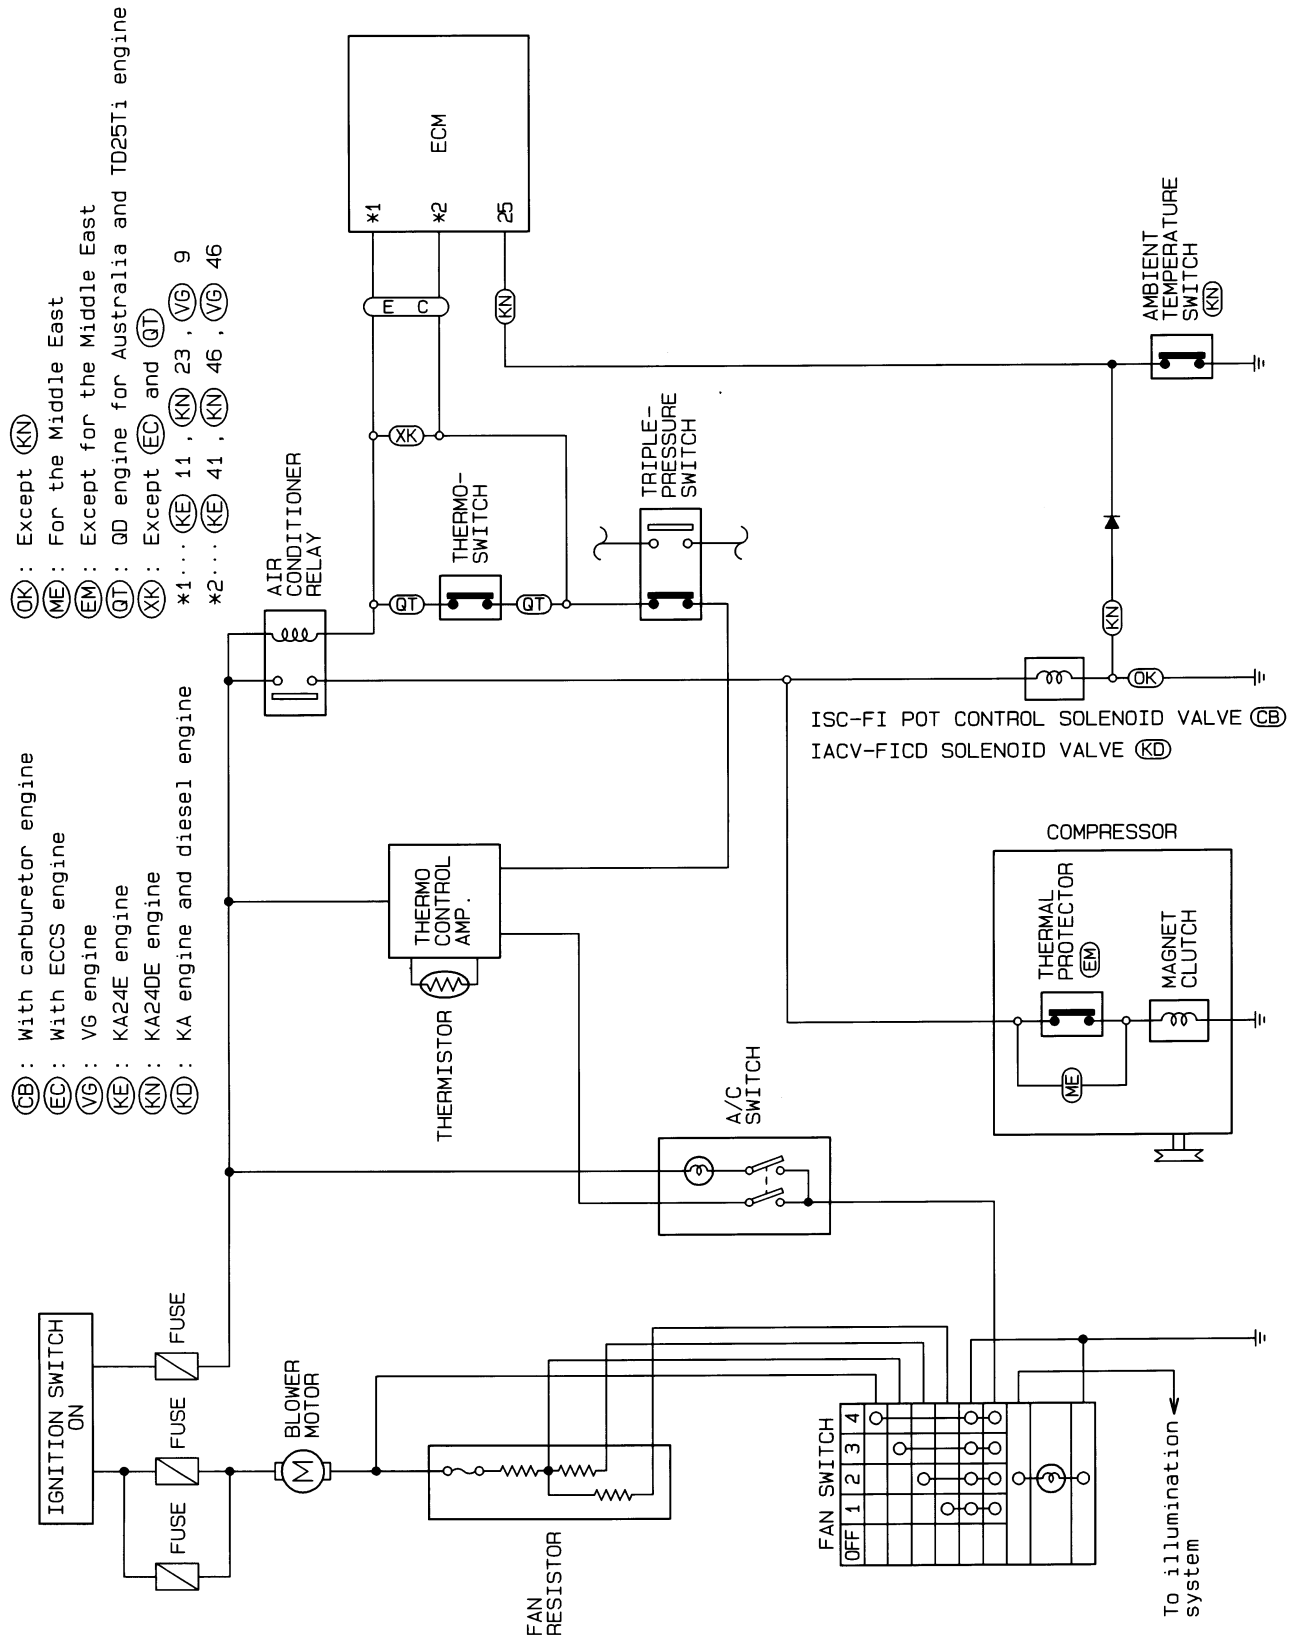 CB : With carburetor engine
EC : With ECCS engine
VG : VG engine
KE : KA24E engine
KN : KA24DE engine
KD : KA engine and diesel engine
OK : Except KN
ME : For the Middle East
EM : Except for the Middle East
QT : QD engine for Australia and TD25Ti engine
XK : Except EC and QT
*1... KE 11, KN 23, VG 9
*2... KE 41, KN 46, VG 46
IGNITION SWITCH
ON
FUSE
FUSE
FUSE
BLOWER
MOTOR
M
FAN
RESISTOR
AIR
CONDITIONER
RELAY
ECM
*1
*2
25
E C
KN
XK
THERMO-
SWITCH
QT
QT
TRIPLE-
PRESSURE
SWITCH
THERMO
CONTROL
AMP.
THERMISTOR
A/C
SWITCH
FAN SWITCH
OFF 1 2 3 4
To illumination
system
ISC-FI POT CONTROL SOLENOID VALVE CB
IACV-FICD SOLENOID VALVE KD
OK
KN
COMPRESSOR
THERMAL
PROTECTOR
EM
ME
MAGNET
CLUTCH
AMBIENT
TEMPERATURE
SWITCH
KN